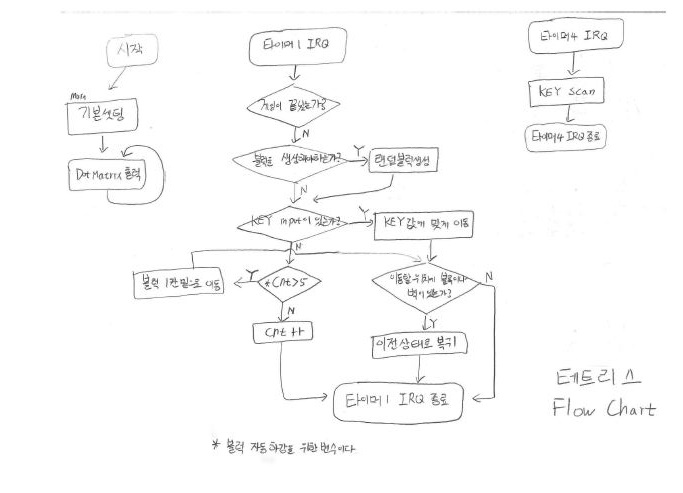 시작
Main
기본셋팅
Dot Matrix 출력
타이머1 IRQ
게임이 끝났는가?
N
블럭을 생성해야하는가?
Y
랜덤블럭생성
N
KEY input이 있는가?
Y
KEY값에 맞게 이동
N
블럭 1칸 밑으로 이동
Y
*Cnt>5
N
Cnt ++
이동할 위치에 블록이나
벽이 있는가?
N
Y
이전상태로 복귀
타이머1 IRQ 종료
타이머4 IRQ
KEY Scan
타이머4 IRQ 종료
테트리스
Flow Chart
* 블럭 자동하강을 위한 변수이다